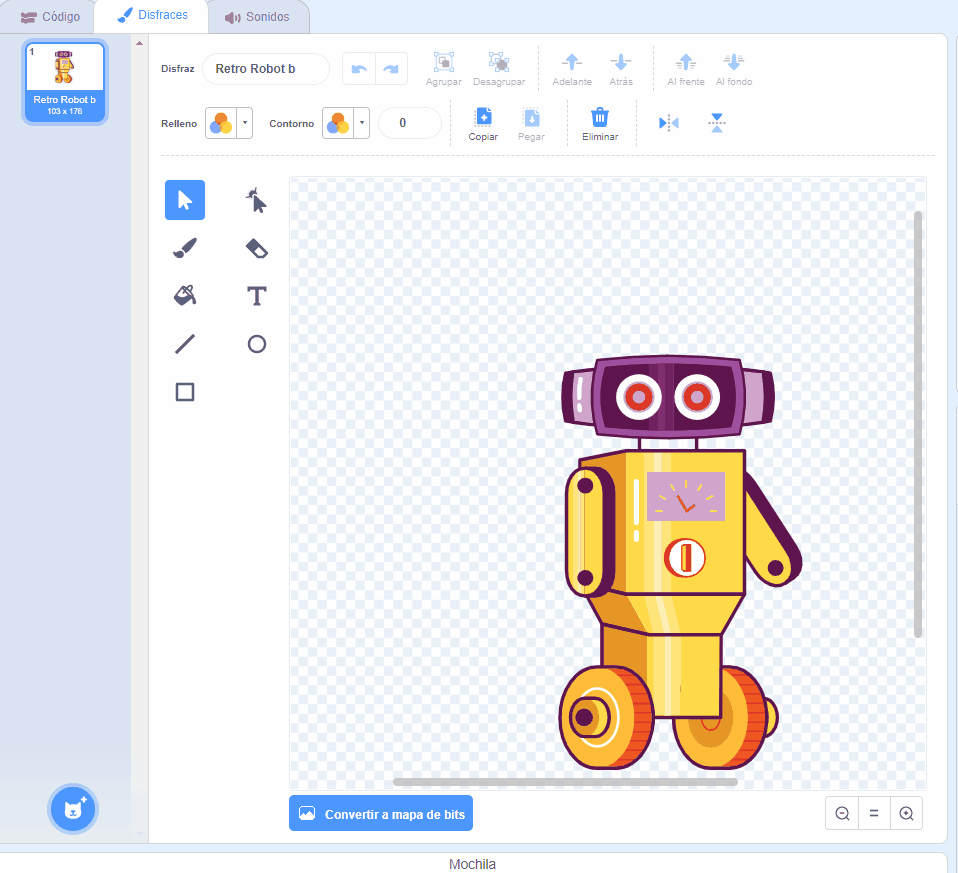 Código
Disfraces
Sonidos
1
Retro Robot b
103 x 176
Disfraz
Retro Robot b
Agrupar
Desagrupar
Adelante
Atrás
Al frente
Al fondo
Relleno
Contorno
0
Copiar
Pegar
Eliminar
T
Convertir a mapa de bits
=
Mochila